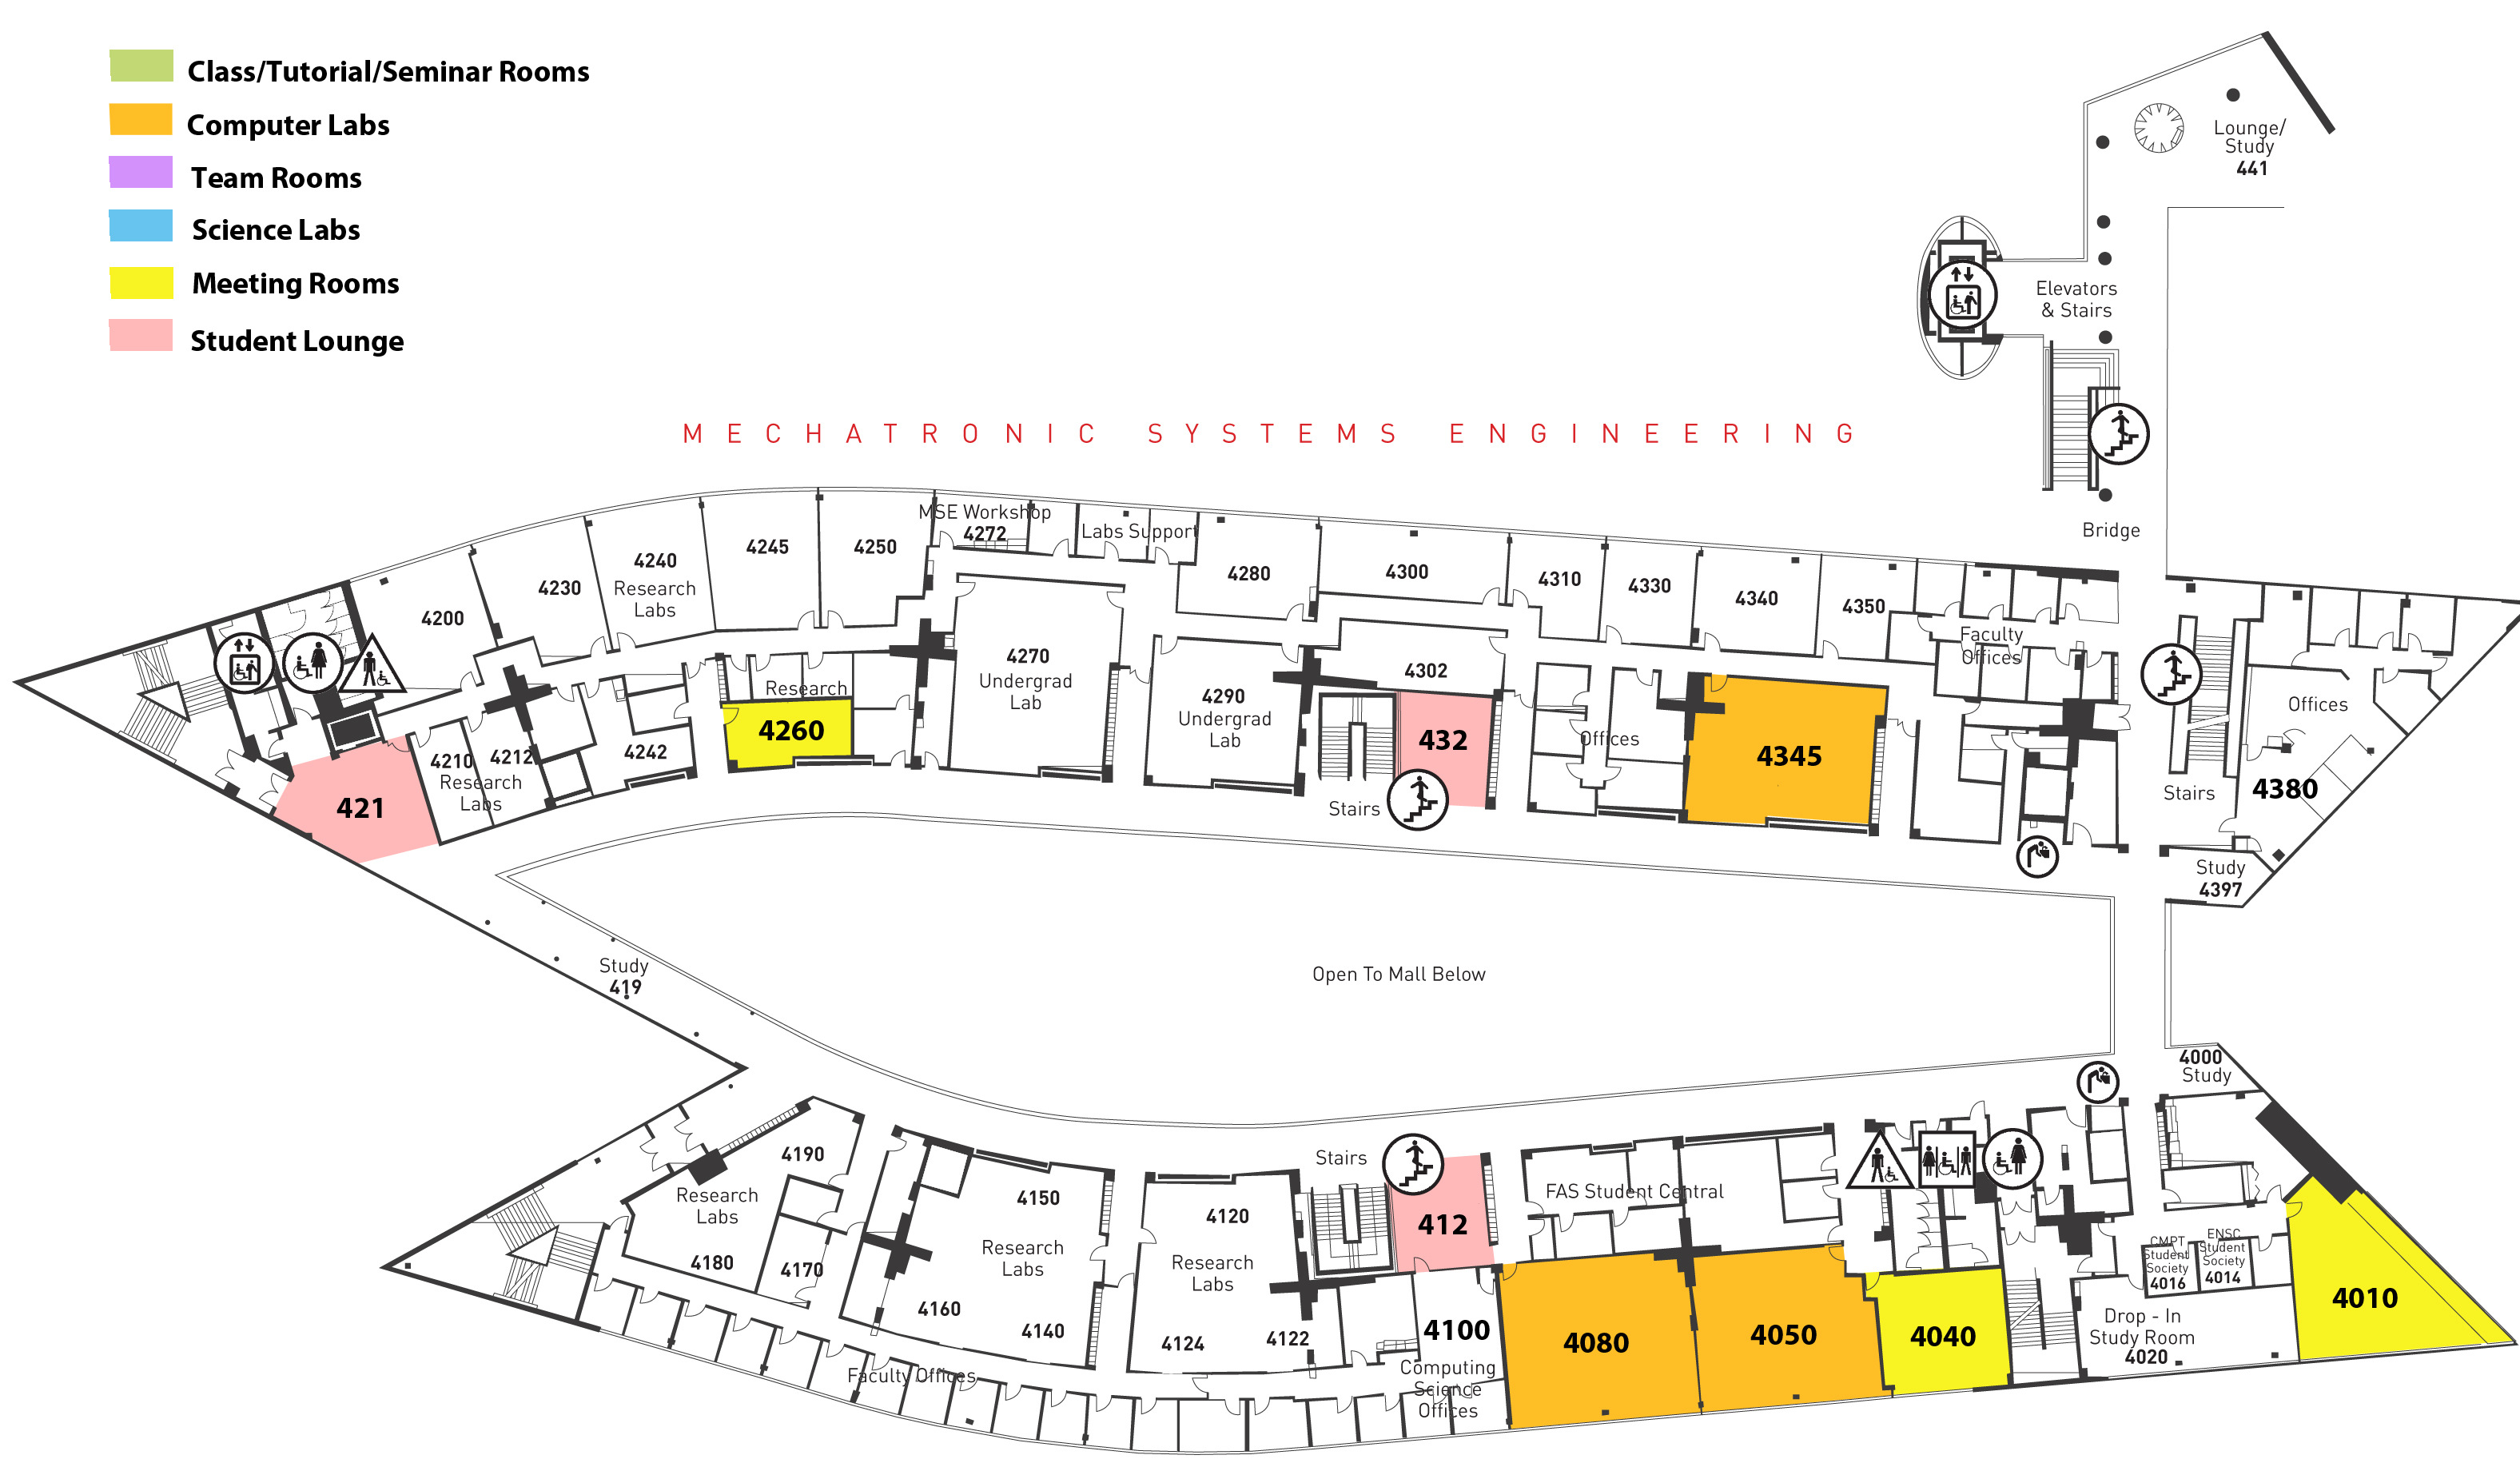 Class/Tutorial/Seminar Rooms
Computer Labs
Team Rooms
Science Labs
Meeting Rooms
Student Lounge
Lounge/
Study
441
Elevators
& Stairs
MECHATRONIC SYSTEMS ENGINEERING
Bridge
MSE Workshop
4272
Labs Support
4245
4250
4240
Research
Labs
4230
4200
4280
4300
4310
4330
4340
4350
Faculty
Offices
4270
Undergrad
Lab
4290
Undergrad
Lab
4302
Research
4260
432
Offices
4345
Offices
4380
Stairs
Stairs
4242
4210
4212
Research
Labs
421
Study
4397
Study
419
Open To Mall Below
4000
Study
4190
Research
Labs
4180
4170
4150
Research
Labs
4160
4140
4120
Research
Labs
4124
4122
Stairs
412
FAS Student Central
4100
Computing
Science
Offices
4080
4050
4040
CMPT
Student
Society
4016
ENSC
Student
Society
4014
Drop - In
Study Room
4020
4010
Faculty Offices